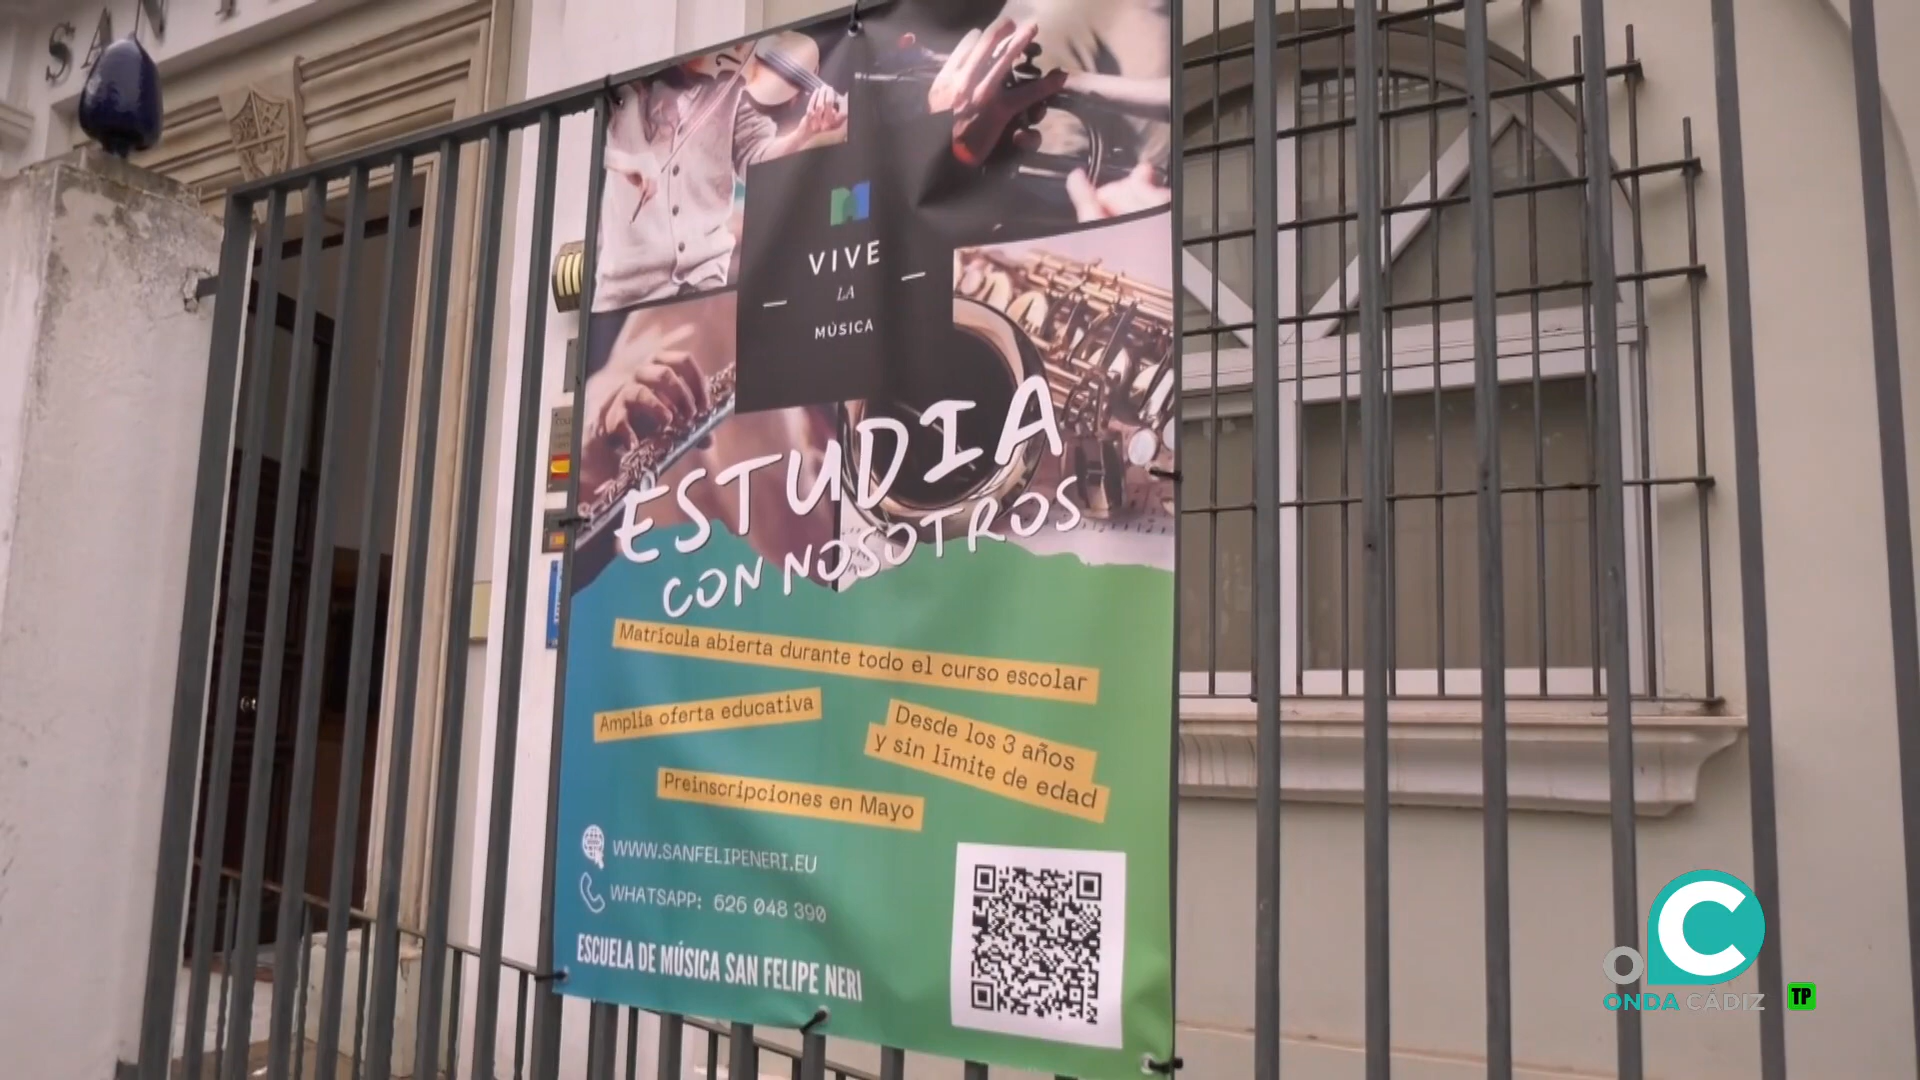 SAN
VIVE
LA
MÚSICA
ESTUDIA
CON NOSOTROS
Matrícula abierta durante todo el curso escolar
Amplia oferta educativa
Desde los 3 años
y sin límite de edad
Preinscripciones en Mayo
WWW.SANFELIPENERI.EU
WHATSAPP: 626 048 390
ESCUELA DE MÚSICA SAN FELIPE NERI
OC
ONDA CÁDIZ
TP